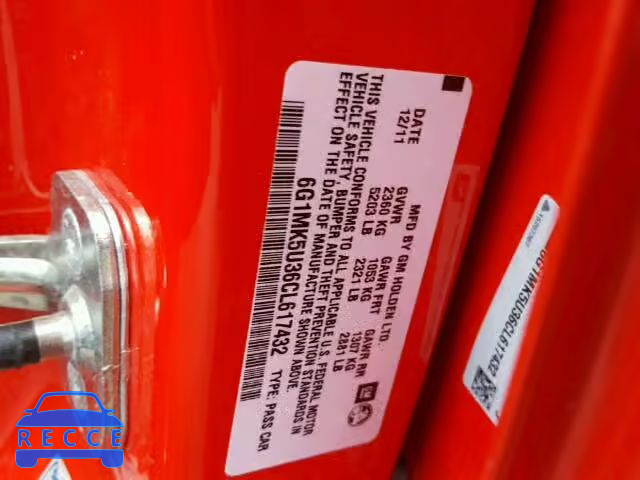 MFD BY GM HOLDEN LTD.
DATE
12/11
GVWR
2360 KG
5203 LB
GAWR FRT
1053 KG
2321 LB
GAWR RR
1307 KG
2881 LB
THIS VEHICLE CONFORMS TO ALL APPLICABLE U.S. FEDERAL MOTOR
VEHICLE SAFETY, BUMPER AND THEFT PREVENTION STANDARDS IN
EFFECT ON THE DATE OF MANUFACTURE SHOWN ABOVE.
6G1MK5U36CL617432
TYPE: PASS CAR
GM
6G1MK5U36CL617432
RECCE